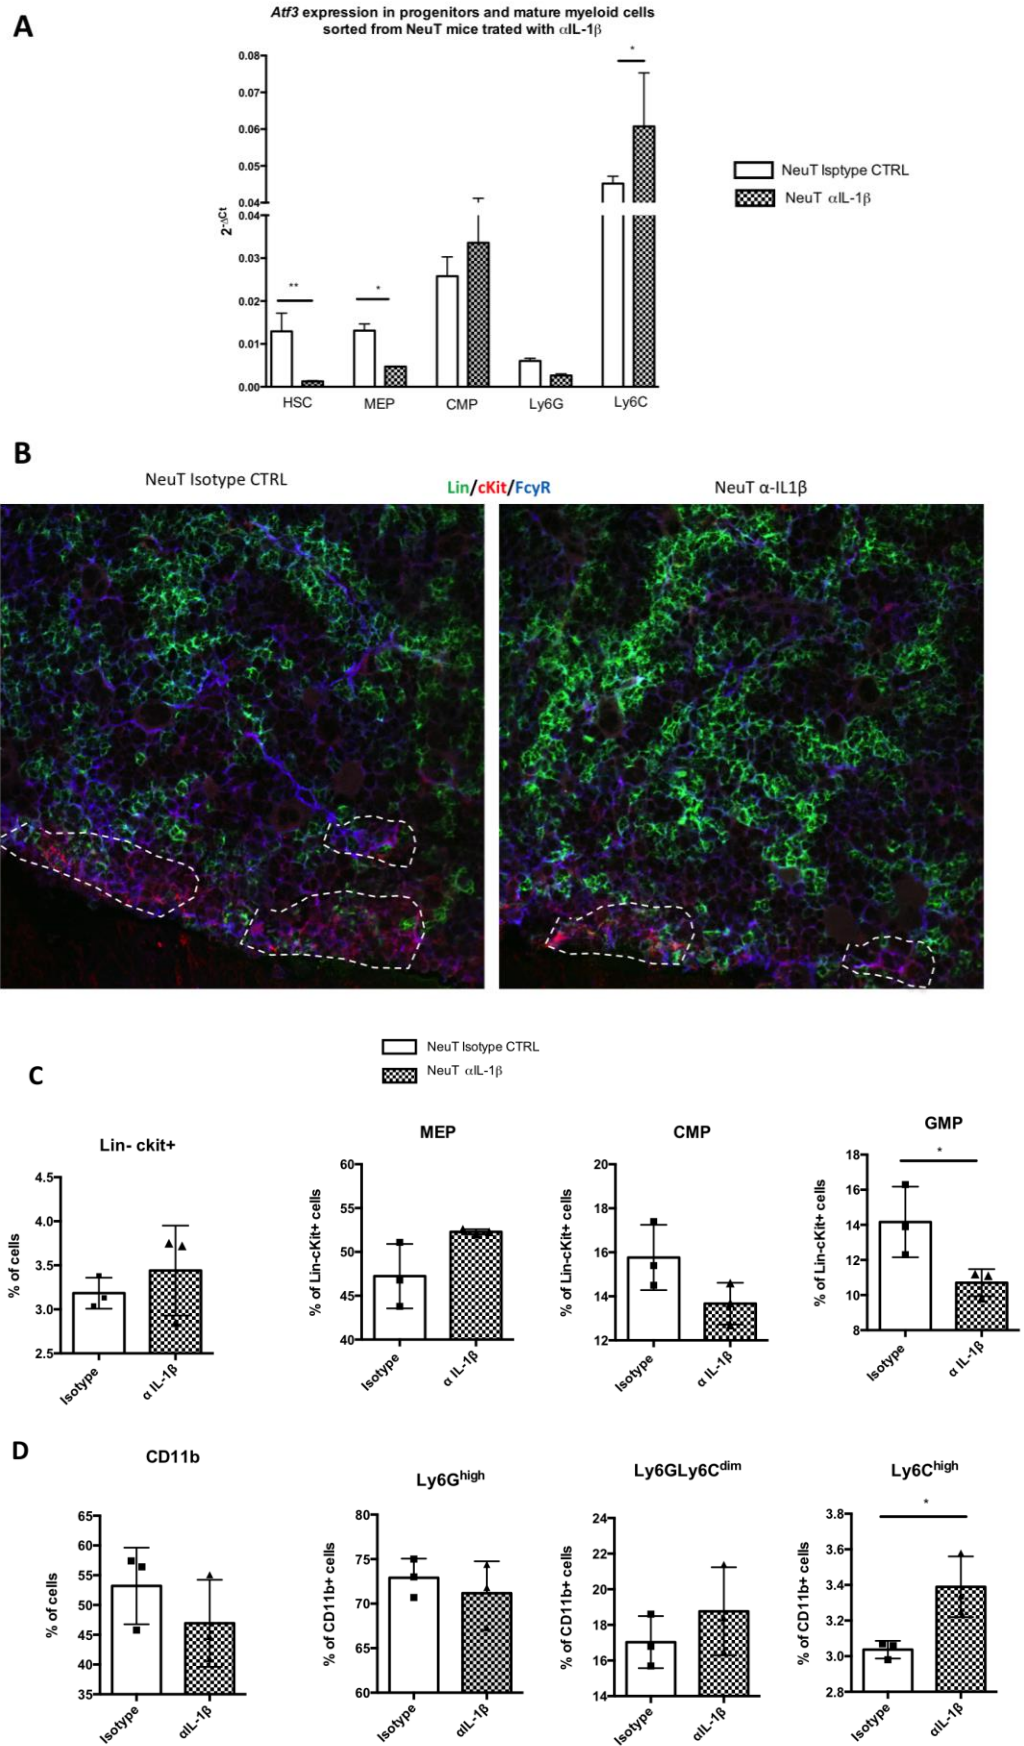 A
Atf3 expression in progenitors and mature myeloid cells
sorted from NeuT mice trated with αIL-1β
0.08
0.07
0.06
0.05
0.04
0.04
0.03
0.02
0.01
0.00
2-ΔCt
**
*
*
HSC MEP CMP Ly6G Ly6C
NeuT Isptype CTRL
NeuT αIL-1β
B
NeuT Isotype CTRL
Lin/cKit/FcyR
NeuT α-IL1β
NeuT Isotype CTRL
NeuT αIL-1β
C
Lin- ckit+
% of cells
4.5
4.0
3.5
3.0
2.5
Isotype
α IL-1β
MEP
% of Lin-cKit+ cells
60
55
50
45
40
Isotype
α IL-1β
CMP
% of Lin-cKit+ cells
20
18
16
14
12
Isotype
α IL-1β
GMP
*
% of Lin-cKit+ cells
18
16
14
12
10
8
Isotype
α IL-1β
D
CD11b
% of cells
65
60
55
50
45
40
35
Isotype
αIL-1β
Ly6Ghigh
% of CD11b+ cells
80
75
70
65
60
Isotype
αIL-1β
Ly6GLy6Cdim
% of CD11b+ cells
24
22
20
18
16
14
Isotype
αIL-1β
Ly6Chigh
*
% of CD11b+ cells
3.8
3.6
3.4
3.2
3.0
2.8
Isotype
αIL-1β